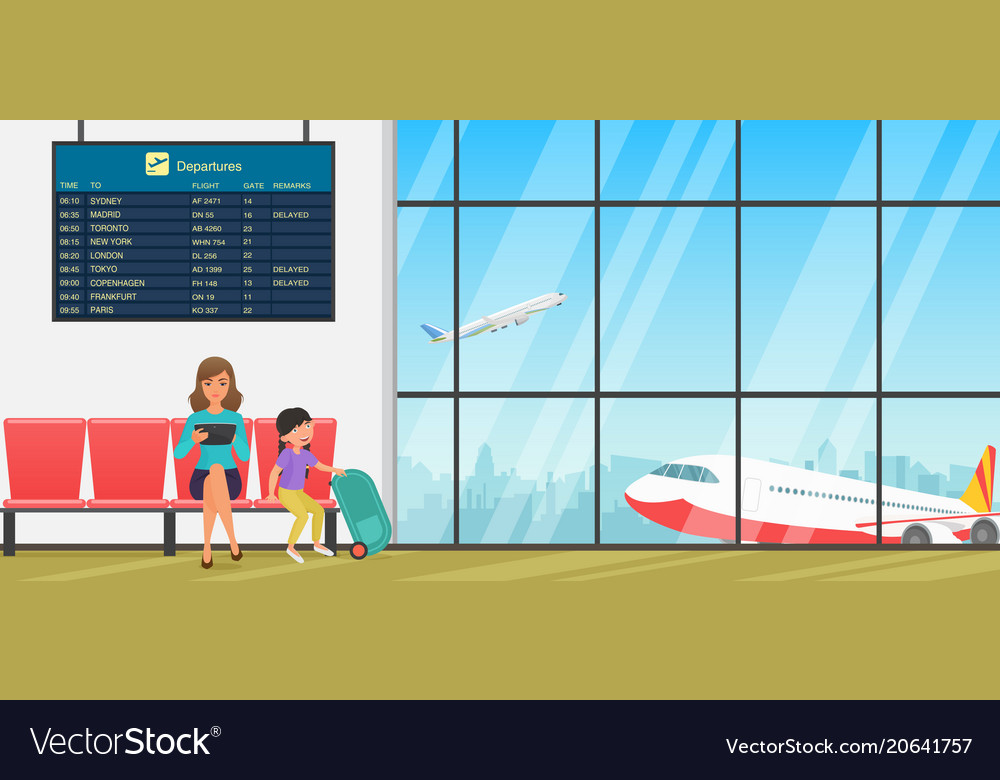 Departures
TIME TO FLIGHT GATE REMARKS
06:10 SYDNEY AF 2471 14
06:35 MADRID DN 55 16 DELAYED
06:50 TORONTO AB 4260 23
08:15 NEW YORK WHN 754 21
08:20 LONDON DL 256 22
08:45 TOKYO AD 1399 25 DELAYED
09:00 COPENHAGEN FH 148 13 DELAYED
09:40 FRANKFURT ON 19 11
09:55 PARIS KO 337 22
VectorStock®
VectorStock.com/20641757